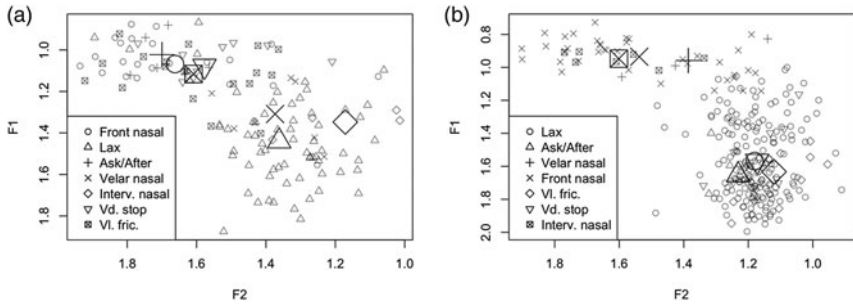 (a)
F1
1.0
1.2
1.4
1.6
1.8
Front nasal
Lax
Ask/After
Velar nasal
Interv. nasal
Vd. stop
Vl. fric.
1.8 1.6 1.4 1.2 1.0
F2
(b)
F1
0.8
1.0
1.2
1.4
1.6
1.8
2.0
Lax
Ask/After
Velar nasal
Front nasal
Vl. fric.
Vd. stop
Interv. nasal
1.8 1.6 1.4 1.2 1.0
F2